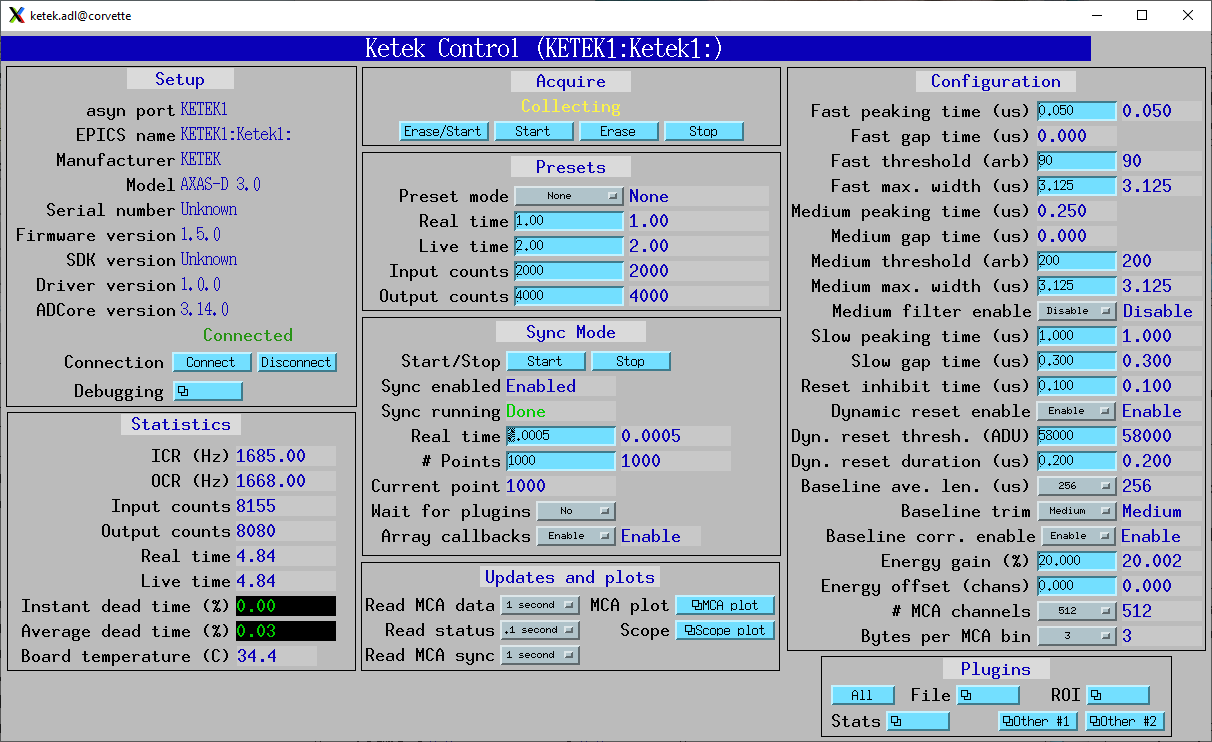 ketek.adl@corvette
Ketek Control (KETEK1:Ketek1:)
Setup
asyn port KETEK1
EPICS name KETEK1:Ketek1:
Manufacturer KETEK
Model AXAS-D 3.0
Serial number Unknown
Firmware version 1.5.0
SDK version Unknown
Driver version 1.0.0
ADCore version 3.14.0
Connected
Connection Connect Disconnect
Debugging
Statistics
ICR (Hz) 1685.00
OCR (Hz) 1668.00
Input counts 8155
Output counts 8080
Real time 4.84
Live time 4.84
Instant dead time (%) 0.00
Average dead time (%) 0.03
Board temperature (C) 34.4
Acquire
Collecting
Erase/Start Start Erase Stop
Presets
Preset mode None None
Real time 1.00 1.00
Live time 2.00 2.00
Input counts 2000 2000
Output counts 4000 4000
Sync Mode
Start/Stop Start Stop
Sync enabled Enabled
Sync running Done
Real time 0.0005 0.0005
# Points 1000 1000
Current point 1000
Wait for plugins No
Array callbacks Enable Enable
Updates and plots
Read MCA data 1 second MCA plot MCA plot
Read status .1 second Scope Scope plot
Read MCA sync 1 second
Configuration
Fast peaking time (us) 0.050 0.050
Fast gap time (us) 0.000
Fast threshold (arb) 90 90
Fast max. width (us) 3.125 3.125
Medium peaking time (us) 0.250
Medium gap time (us) 0.000
Medium threshold (arb) 200 200
Medium max. width (us) 3.125 3.125
Medium filter enable Disable Disable
Slow peaking time (us) 1.000 1.000
Slow gap time (us) 0.300 0.300
Reset inhibit time (us) 0.100 0.100
Dynamic reset enable Enable Enable
Dyn. reset thresh. (ADU) 58000 58000
Dyn. reset duration (us) 0.200 0.200
Baseline ave. len. (us) 256 256
Baseline trim Medium Medium
Baseline corr. enable Enable Enable
Energy gain (%) 20.000 20.002
Energy offset (chans) 0.000 0.000
# MCA channels 512 512
Bytes per MCA bin 3 3
Plugins
All File ROI
Stats Other #1 Other #2